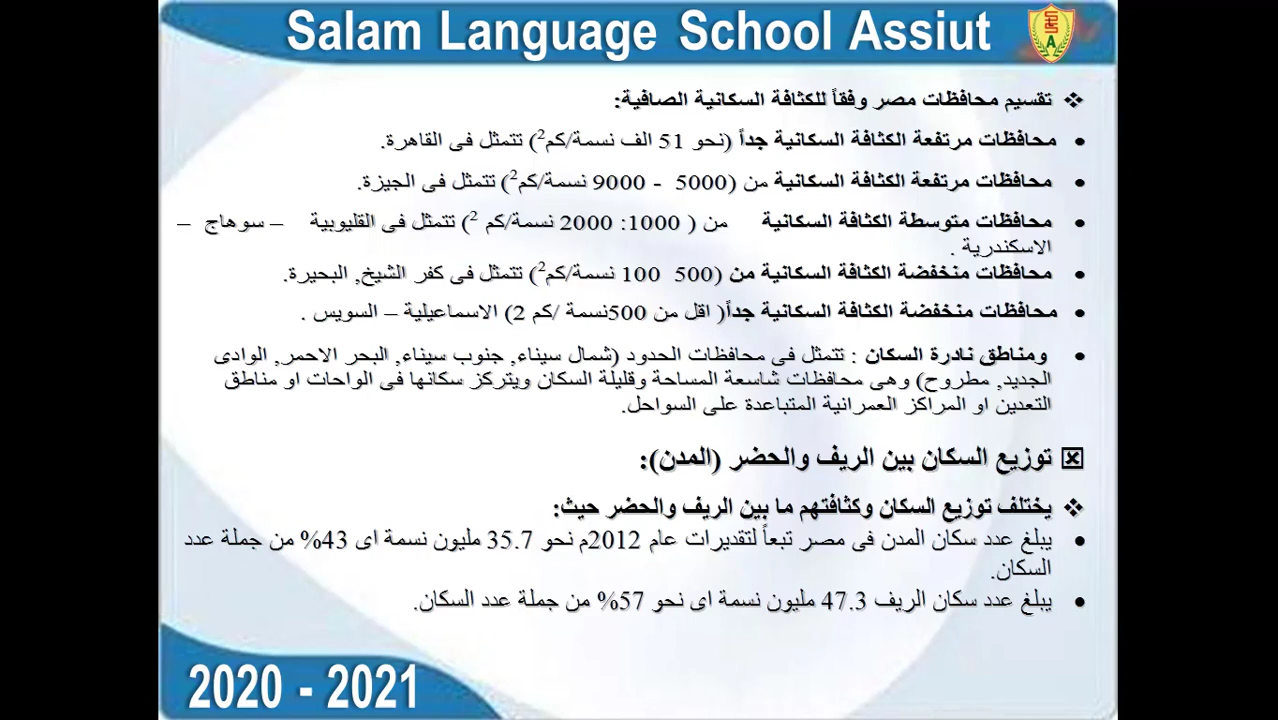 Salam Language School Assiut
❖ تقسيم محافظات مصر وفقاً للكثافة السكانية الصافية:
• محافظات مرتفعة الكثافة السكانية جداً (نحو 51 الف نسمة/كم2) تتمثل فى القاهرة.
• محافظات مرتفعة الكثافة السكانية من (5000 - 9000 نسمة/كم2) تتمثل فى الجيزة.
• محافظات متوسطة الكثافة السكانية من ( 1000: 2000 نسمة/كم 2) تتمثل فى القليوبية – سوهاج –
الاسكندرية .
• محافظات منخفضة الكثافة السكانية من (500 100 نسمة/كم2) تتمثل فى كفر الشيخ, البحيرة.
• محافظات منخفضة الكثافة السكانية جداً( اقل من 500نسمة /كم 2) الاسماعيلية – السويس .
• ومناطق نادرة السكان : تتمثل فى محافظات الحدود (شمال سيناء, جنوب سيناء, البحر الاحمر, الوادى
الجديد, مطروح) وهى محافظات شاسعة المساحة وقليلة السكان ويتركز سكانها فى الواحات او مناطق
التعدين او المراكز العمرانية المتباعدة على السواحل.
توزيع السكان بين الريف والحضر (المدن):
❖ يختلف توزيع السكان وكثافتهم ما بين الريف والحضر حيث:
• يبلغ عدد سكان المدن فى مصر تبعاً لتقديرات عام 2012م نحو 35.7 مليون نسمة اى 43% من جملة عدد
السكان.
• يبلغ عدد سكان الريف 47.3 مليون نسمة اى نحو 57% من جملة عدد السكان.
2020 - 2021